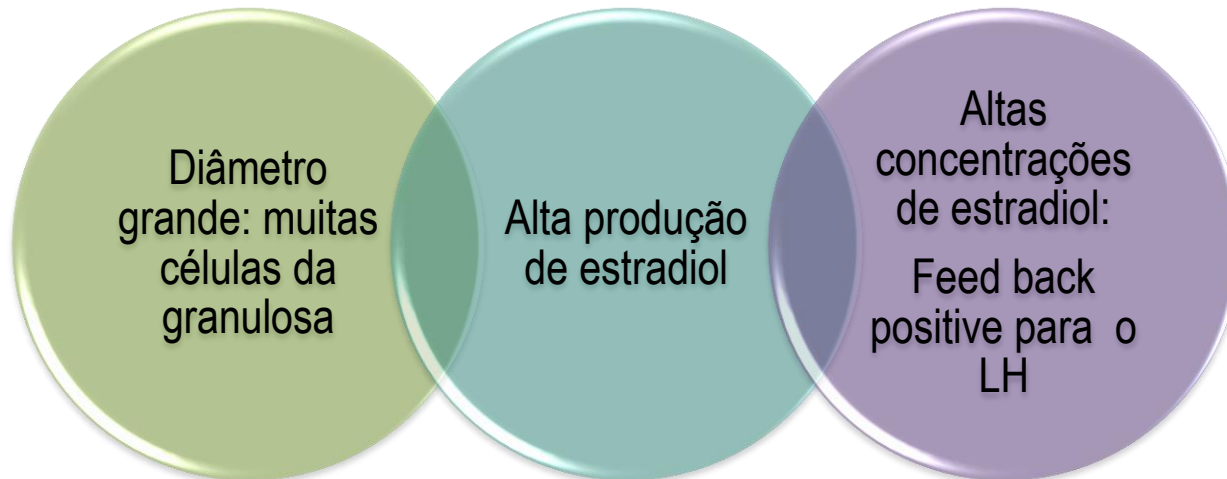 Diâmetro
grande: muitas
células da
granulosa
Alta produção
de estradiol
Altas
concentrações
de estradiol:
Feed back
positive para o
LH